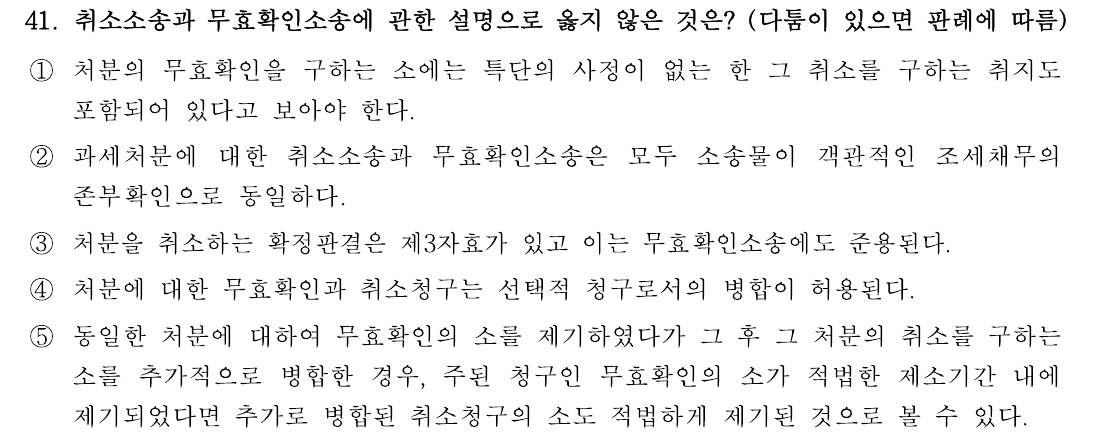 41. 취소소송과 무효확인소송에 관한 설명으로 옳지 않은 것은? (다툼이 있으면 판례에 따름)
① 처분의 무효확인을 구하는 소에는 특단의 사정이 없는 한 그 취소를 구하는 취지도
포함되어 있다고 보아야 한다.
② 과세처분에 대한 취소소송과 무효확인소송은 모두 소송물이 객관적인 조세채무의
존부확인으로 동일하다.
③ 처분을 취소하는 확정판결은 제3자효가 있고 이는 무효확인소송에도 준용된다.
④ 처분에 대한 무효확인과 취소청구는 선택적 청구로서의 병합이 허용된다.
⑤ 동일한 처분에 대하여 무효확인의 소를 제기하였다가 그 후 그 처분의 취소를 구하는
소를 추가적으로 병합한 경우, 주된 청구인 무효확인의 소가 적법한 제소기간 내에
제기되었다면 추가로 병합된 취소청구의 소도 적법하게 제기된 것으로 볼 수 있다.